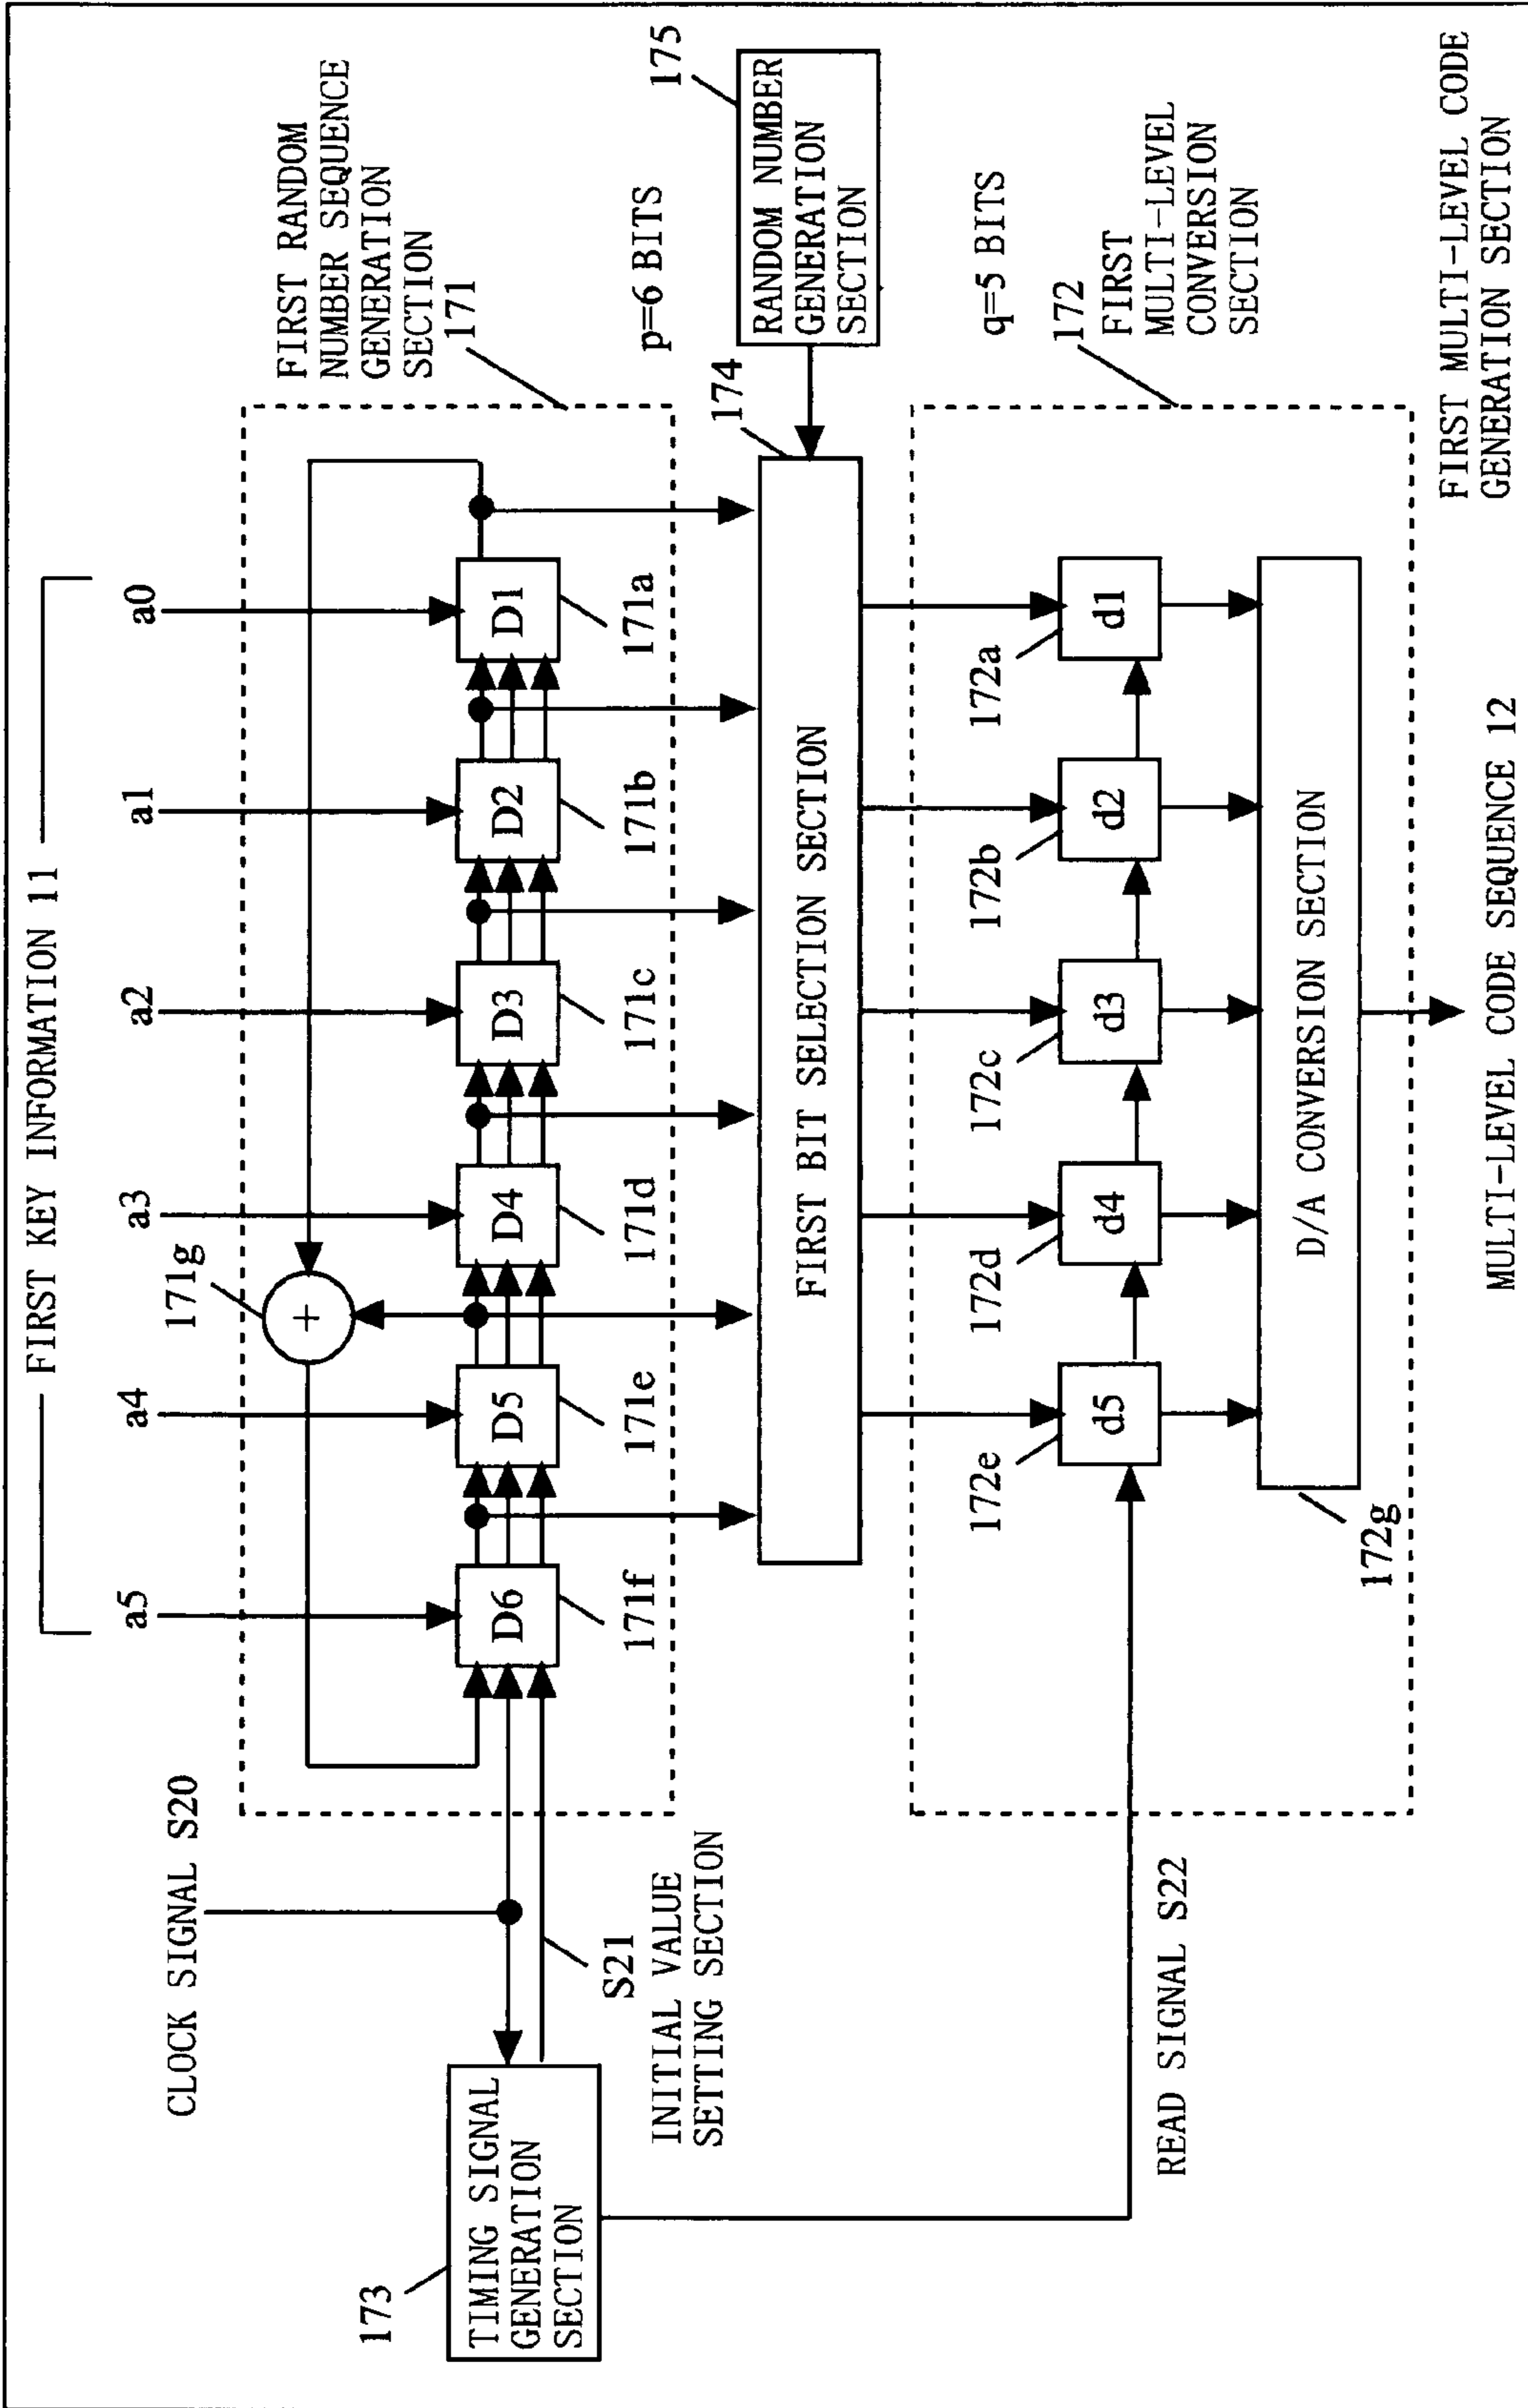 FIRST KEY INFORMATION 11
a5
a4
a3
a2
a1
a0
CLOCK SIGNAL S20
171g
+
FIRST RANDOM
NUMBER SEQUENCE
GENERATION
SECTION
171
173
TIMING SIGNAL
GENERATION
SECTION
D6
D5
D4
D3
D2
D1
171f
171e
171d
171c
171b
171a
S21
INITIAL VALUE
SETTING SECTION
p=6 BITS
174
175
RANDOM NUMBER
GENERATION
SECTION
FIRST BIT SELECTION SECTION
q=5 BITS
172
FIRST
MULTI-LEVEL
CONVERSION
SECTION
172e
172d
172c
172b
172a
d5
d4
d3
d2
d1
READ SIGNAL S22
D/A CONVERSION SECTION
172g
MULTI-LEVEL CODE SEQUENCE 12
FIRST MULTI-LEVEL CODE
GENERATION SECTION